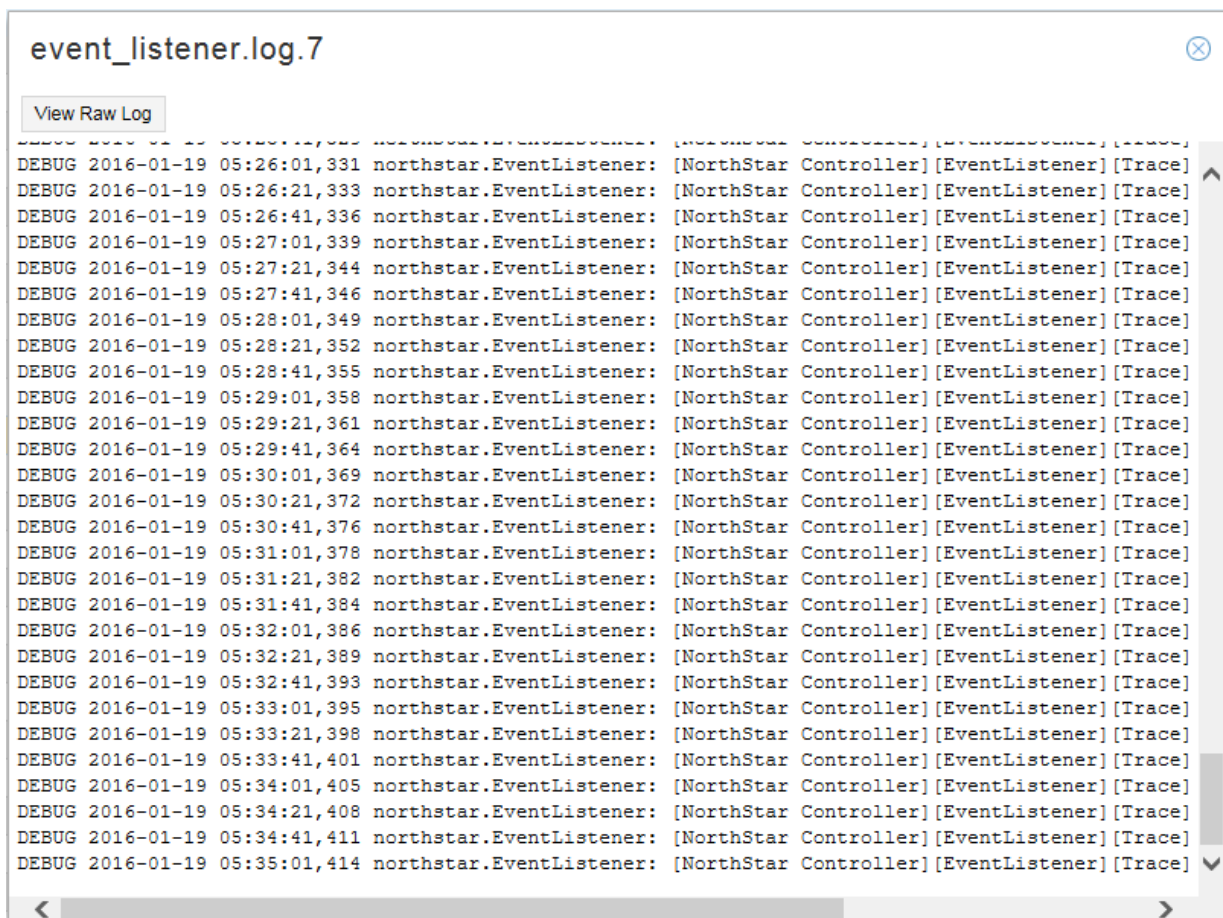 event_listener.log.7
View Raw Log
DEBUG 2016-01-19 05:26:01,331 northstar.EventListener: [NorthStar Controller][EventListener][Trace]
DEBUG 2016-01-19 05:26:21,333 northstar.EventListener: [NorthStar Controller][EventListener][Trace]
DEBUG 2016-01-19 05:26:41,336 northstar.EventListener: [NorthStar Controller][EventListener][Trace]
DEBUG 2016-01-19 05:27:01,339 northstar.EventListener: [NorthStar Controller][EventListener][Trace]
DEBUG 2016-01-19 05:27:21,344 northstar.EventListener: [NorthStar Controller][EventListener][Trace]
DEBUG 2016-01-19 05:27:41,346 northstar.EventListener: [NorthStar Controller][EventListener][Trace]
DEBUG 2016-01-19 05:28:01,349 northstar.EventListener: [NorthStar Controller][EventListener][Trace]
DEBUG 2016-01-19 05:28:21,352 northstar.EventListener: [NorthStar Controller][EventListener][Trace]
DEBUG 2016-01-19 05:28:41,355 northstar.EventListener: [NorthStar Controller][EventListener][Trace]
DEBUG 2016-01-19 05:29:01,358 northstar.EventListener: [NorthStar Controller][EventListener][Trace]
DEBUG 2016-01-19 05:29:21,361 northstar.EventListener: [NorthStar Controller][EventListener][Trace]
DEBUG 2016-01-19 05:29:41,364 northstar.EventListener: [NorthStar Controller][EventListener][Trace]
DEBUG 2016-01-19 05:30:01,369 northstar.EventListener: [NorthStar Controller][EventListener][Trace]
DEBUG 2016-01-19 05:30:21,372 northstar.EventListener: [NorthStar Controller][EventListener][Trace]
DEBUG 2016-01-19 05:30:41,376 northstar.EventListener: [NorthStar Controller][EventListener][Trace]
DEBUG 2016-01-19 05:31:01,378 northstar.EventListener: [NorthStar Controller][EventListener][Trace]
DEBUG 2016-01-19 05:31:21,382 northstar.EventListener: [NorthStar Controller][EventListener][Trace]
DEBUG 2016-01-19 05:31:41,384 northstar.EventListener: [NorthStar Controller][EventListener][Trace]
DEBUG 2016-01-19 05:32:01,386 northstar.EventListener: [NorthStar Controller][EventListener][Trace]
DEBUG 2016-01-19 05:32:21,389 northstar.EventListener: [NorthStar Controller][EventListener][Trace]
DEBUG 2016-01-19 05:32:41,393 northstar.EventListener: [NorthStar Controller][EventListener][Trace]
DEBUG 2016-01-19 05:33:01,395 northstar.EventListener: [NorthStar Controller][EventListener][Trace]
DEBUG 2016-01-19 05:33:21,398 northstar.EventListener: [NorthStar Controller][EventListener][Trace]
DEBUG 2016-01-19 05:33:41,401 northstar.EventListener: [NorthStar Controller][EventListener][Trace]
DEBUG 2016-01-19 05:34:01,405 northstar.EventListener: [NorthStar Controller][EventListener][Trace]
DEBUG 2016-01-19 05:34:21,408 northstar.EventListener: [NorthStar Controller][EventListener][Trace]
DEBUG 2016-01-19 05:34:41,411 northstar.EventListener: [NorthStar Controller][EventListener][Trace]
DEBUG 2016-01-19 05:35:01,414 northstar.EventListener: [NorthStar Controller][EventListener][Trace]